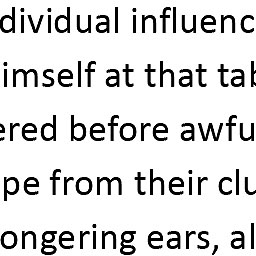 dividual influenc
imself at that tab
ered before awfu
pe from their clu
ongering ears, al